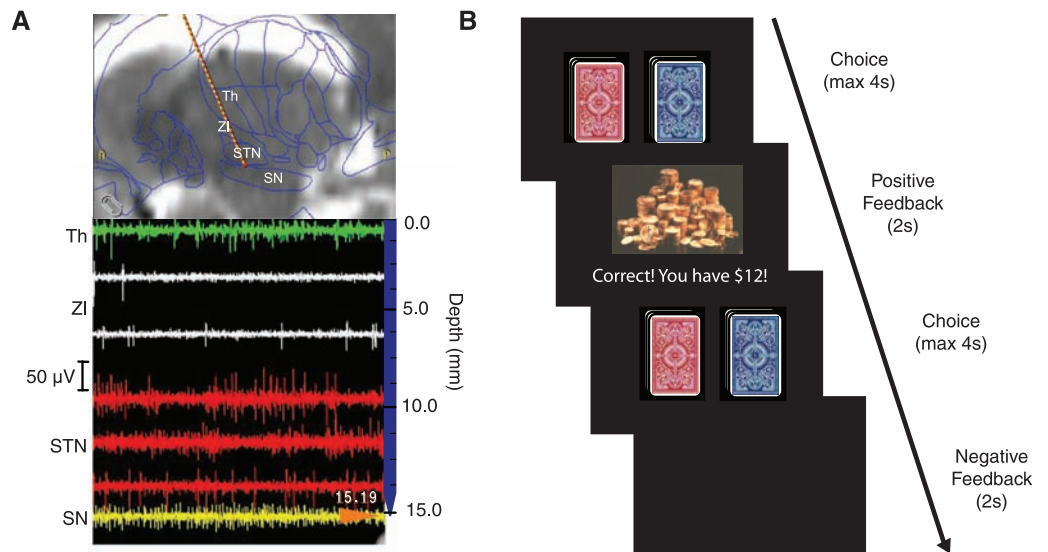 A
Th
ZI
STN
SN
Th
ZI
50 μV
STN
SN
0.0
5.0
10.0
15.0
Depth (mm)
15.19
B
Choice
(max 4s)
Positive
Feedback
(2s)
Correct! You have $12!
Choice
(max 4s)
Negative
Feedback
(2s)